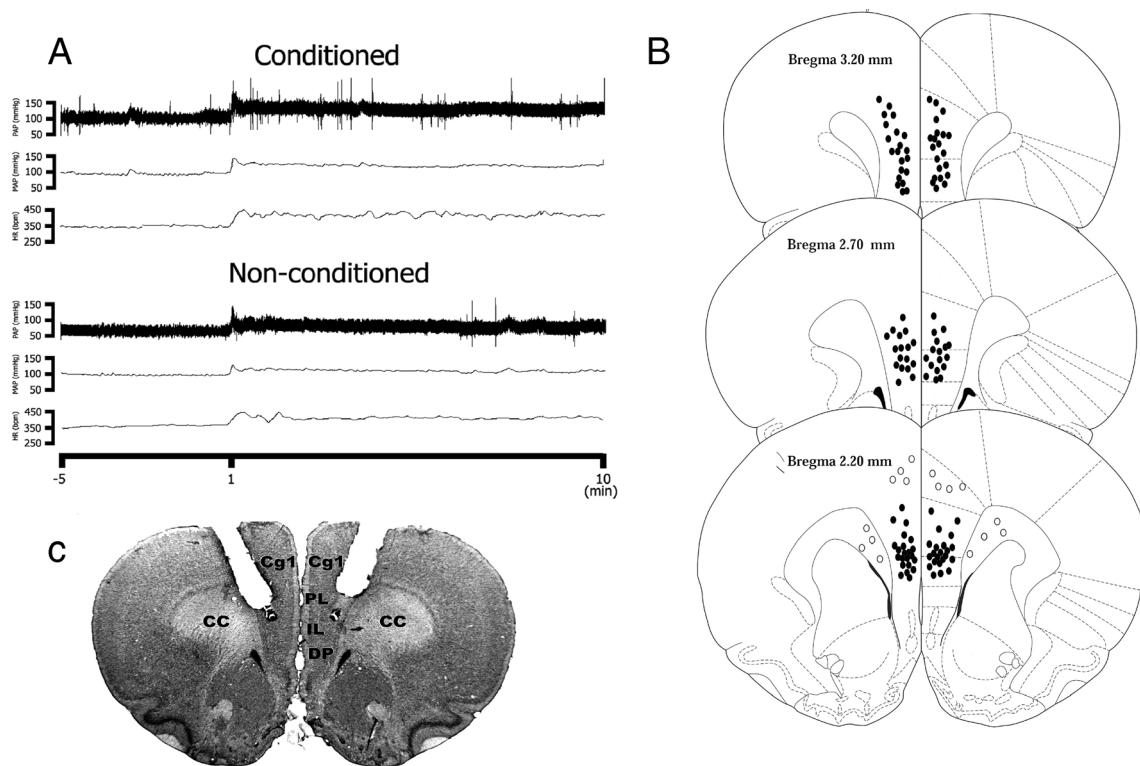 A
Conditioned
PAP (mmHg)
150
100
50
MAP (mmHg)
150
100
50
HR (bpm)
450
350
250
Non-conditioned
PAP (mmHg)
150
100
50
MAP (mmHg)
150
100
50
HR (bpm)
450
350
250
-5
1
10
(min)
B
Bregma 3.20 mm
Bregma 2.70 mm
Bregma 2.20 mm
C
Cg1 Cg1
PL
CC IL CC
DP